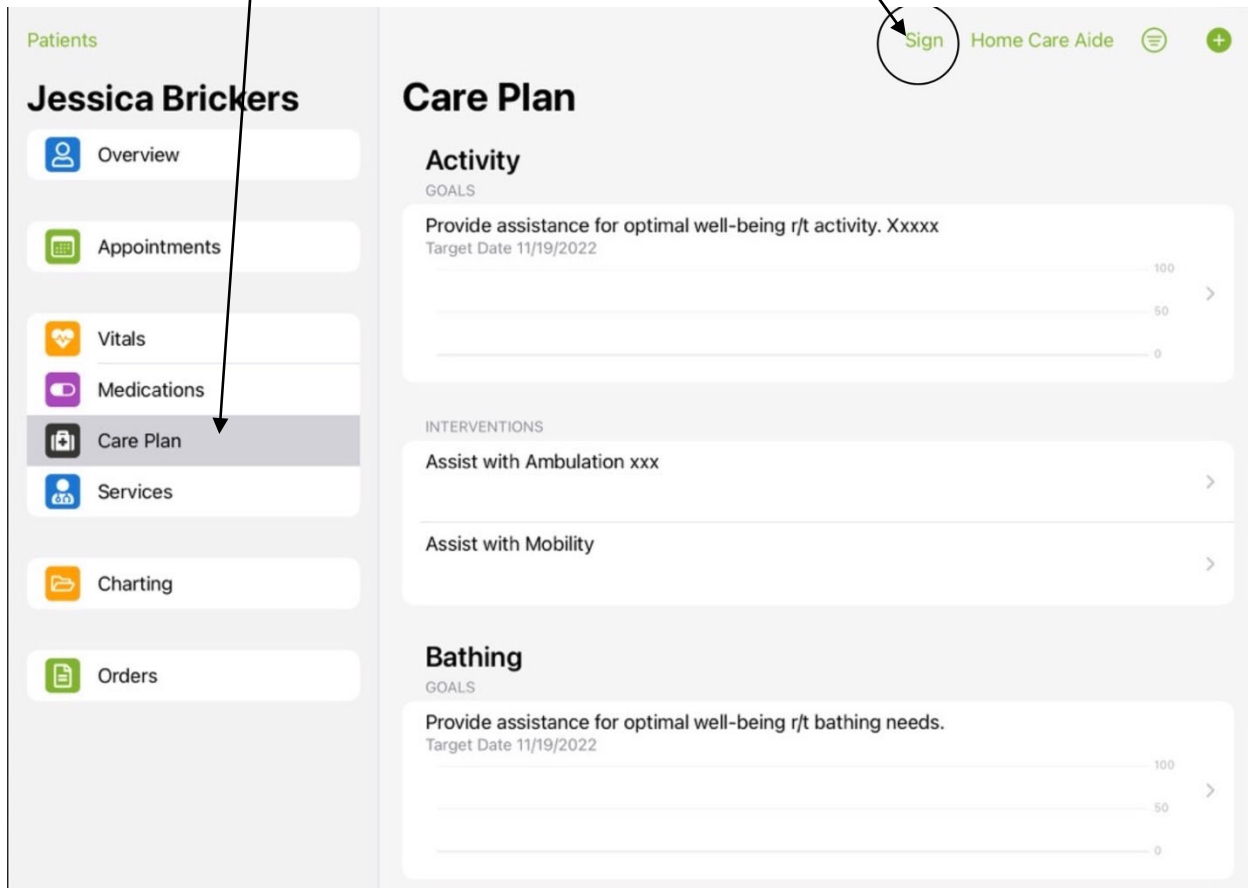 Patients
Jessica Brickers
Overview
Appointments
Vitals
Medications
Care Plan
Services
Charting
Orders
Sign
Home Care Aide
Care Plan
Activity
GOALS
Provide assistance for optimal well-being r/t activity. Xxxxx
Target Date 11/19/2022
100
50
0
INTERVENTIONS
Assist with Ambulation xxx
Assist with Mobility
Bathing
GOALS
Provide assistance for optimal well-being r/t bathing needs.
Target Date 11/19/2022
100
50
0